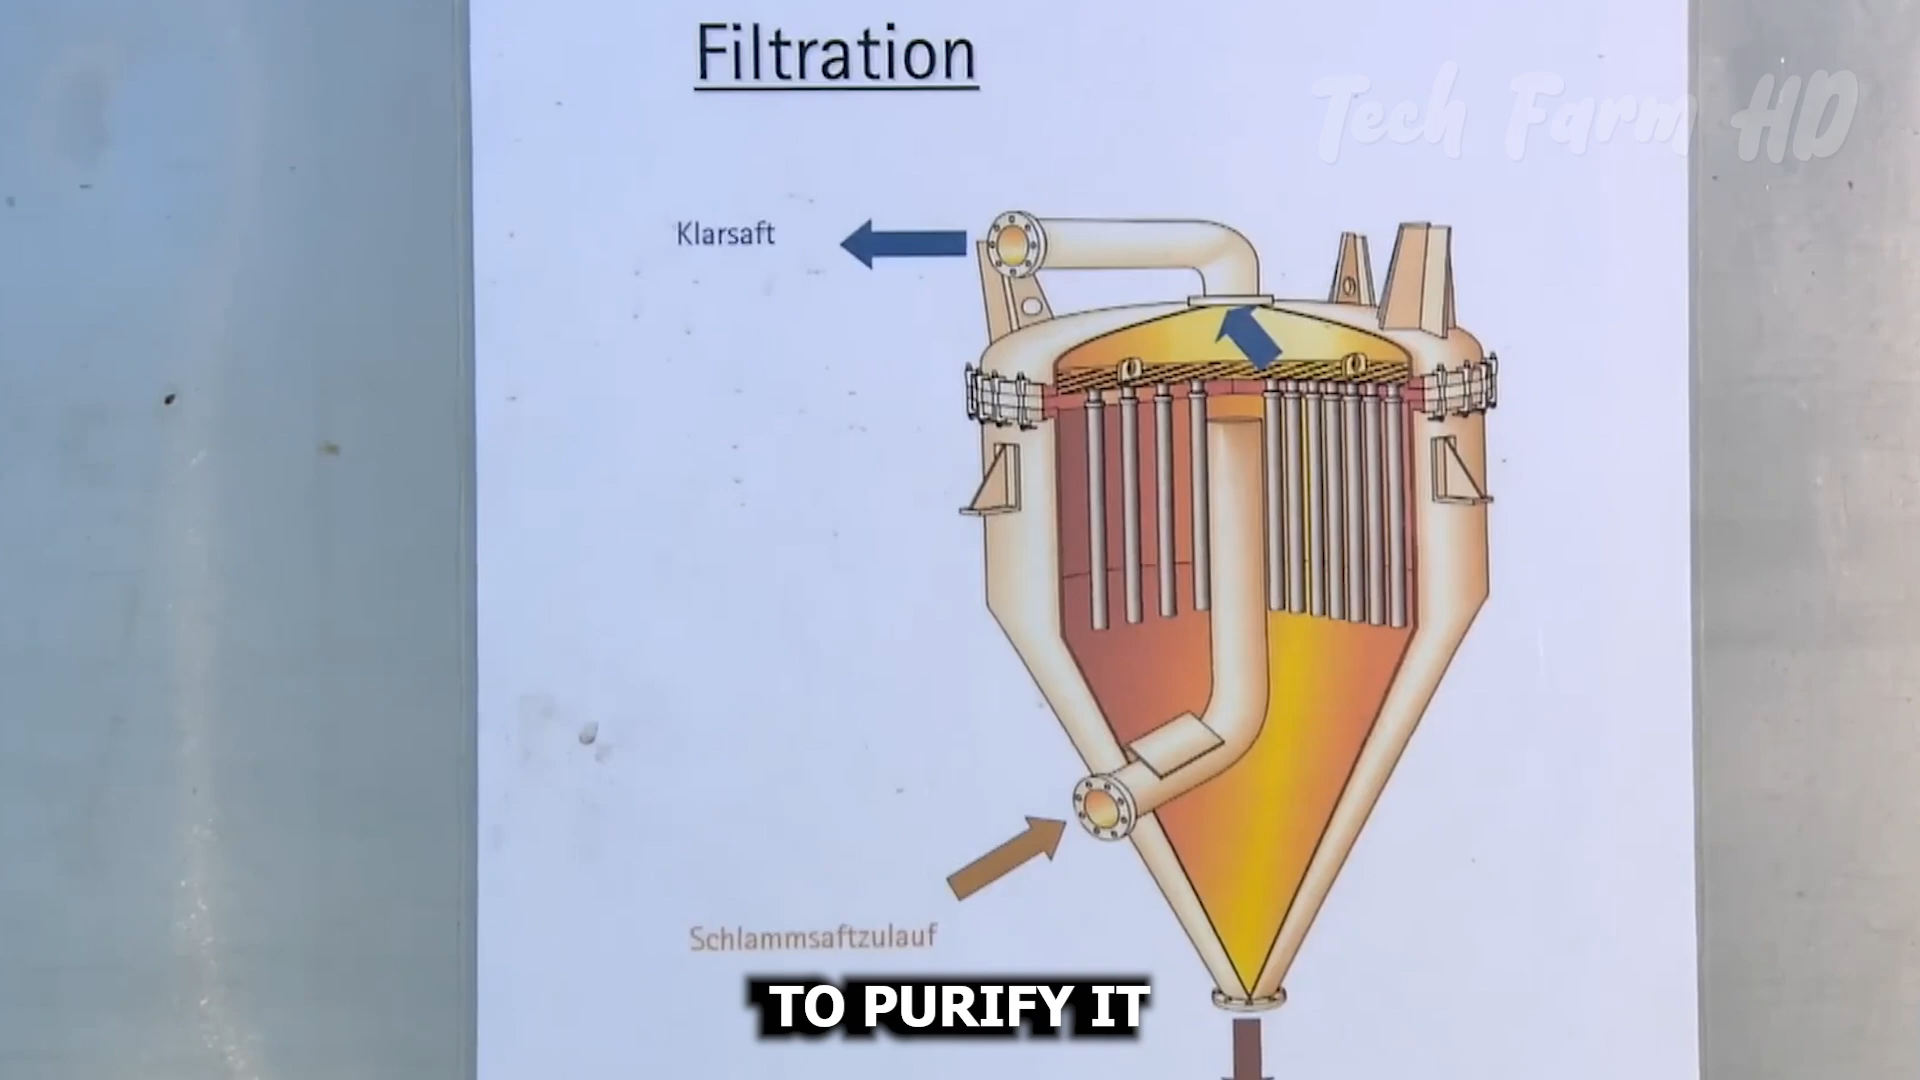 Filtration
Tech Farm HD
Klarsaft
Schlammsaftzulauf
TO PURIFY IT